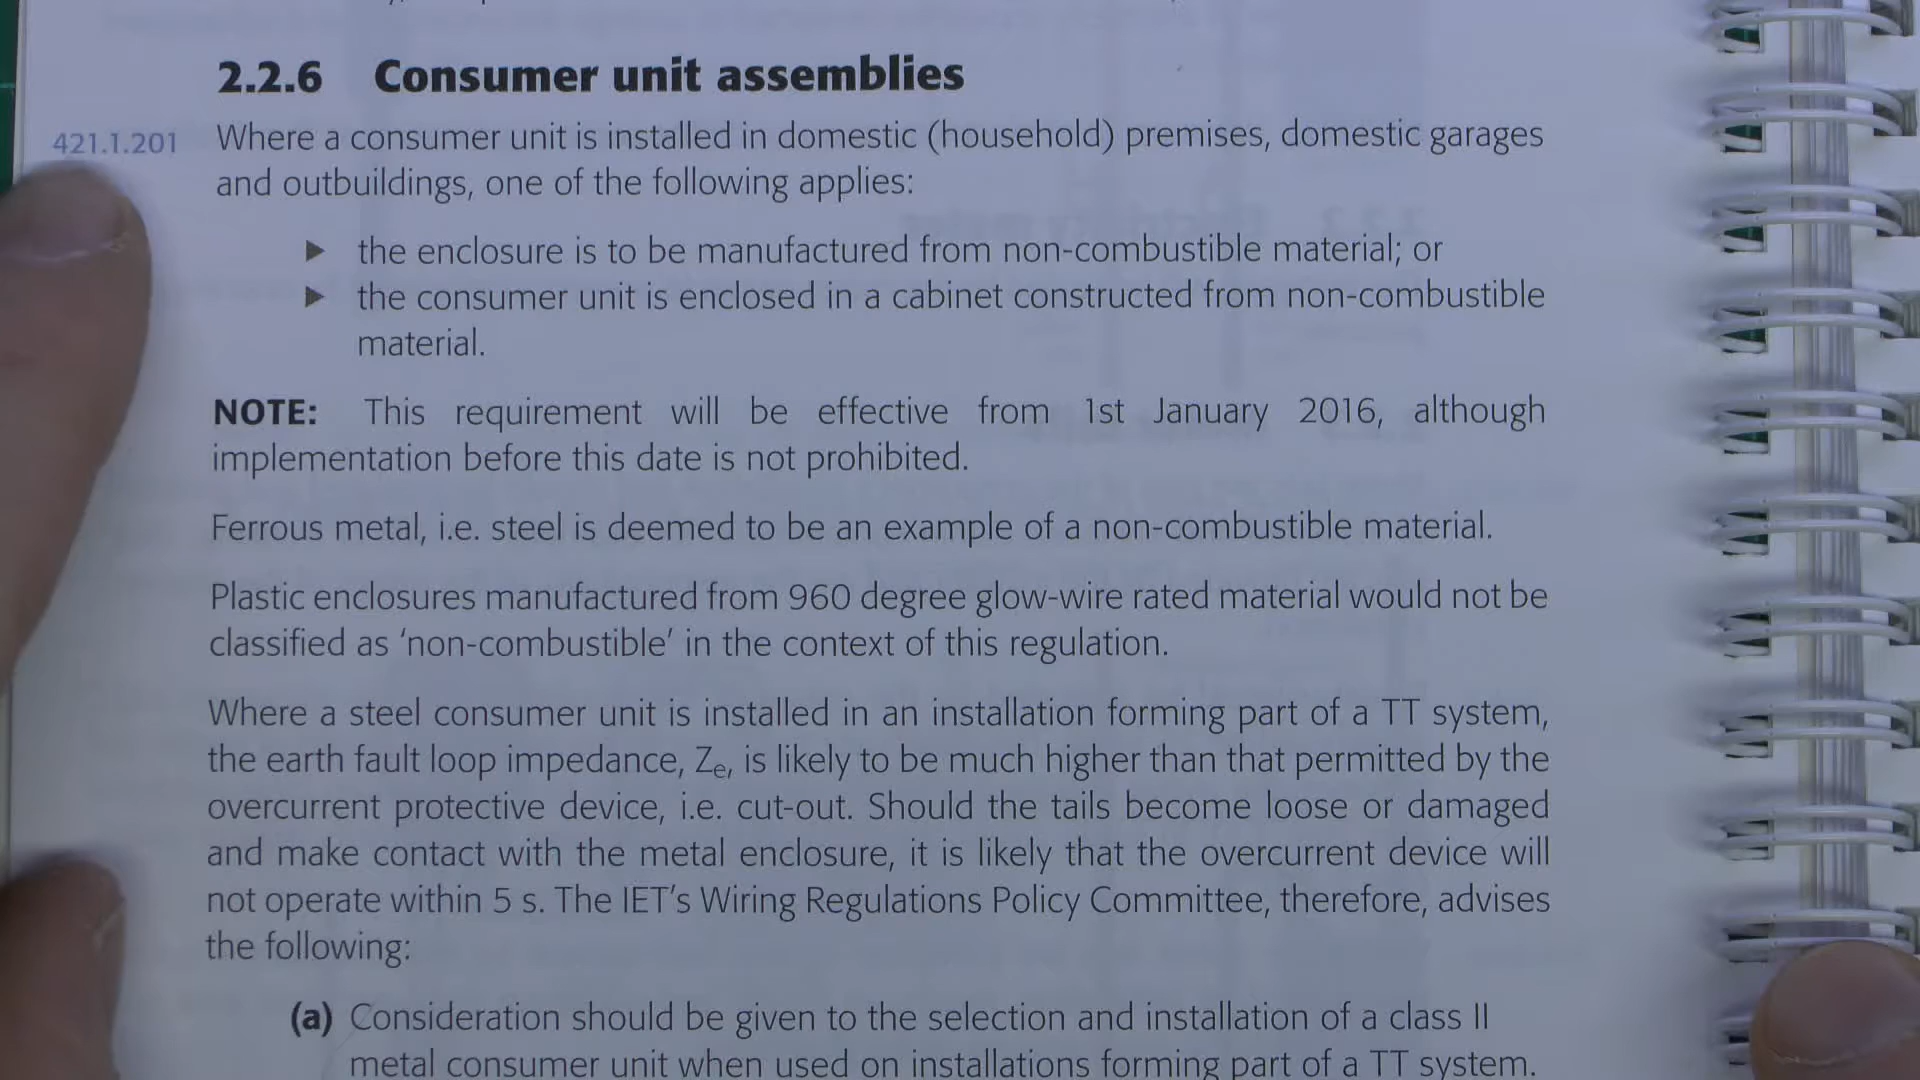 2.2.6 Consumer unit assemblies
421.1.201 Where a consumer unit is installed in domestic (household) premises, domestic garages
and outbuildings, one of the following applies:
▶ the enclosure is to be manufactured from non-combustible material; or
▶ the consumer unit is enclosed in a cabinet constructed from non-combustible
material.
NOTE: This requirement will be effective from 1st January 2016, although
implementation before this date is not prohibited.
Ferrous metal, i.e. steel is deemed to be an example of a non-combustible material.
Plastic enclosures manufactured from 960 degree glow-wire rated material would not be
classified as ‘non-combustible’ in the context of this regulation.
Where a steel consumer unit is installed in an installation forming part of a TT system,
the earth fault loop impedance, Ze, is likely to be much higher than that permitted by the
overcurrent protective device, i.e. cut-out. Should the tails become loose or damaged
and make contact with the metal enclosure, it is likely that the overcurrent device will
not operate within 5 s. The IET’s Wiring Regulations Policy Committee, therefore, advises
the following:
(a) Consideration should be given to the selection and installation of a class II
metal consumer unit when used on installations forming part of a TT system.